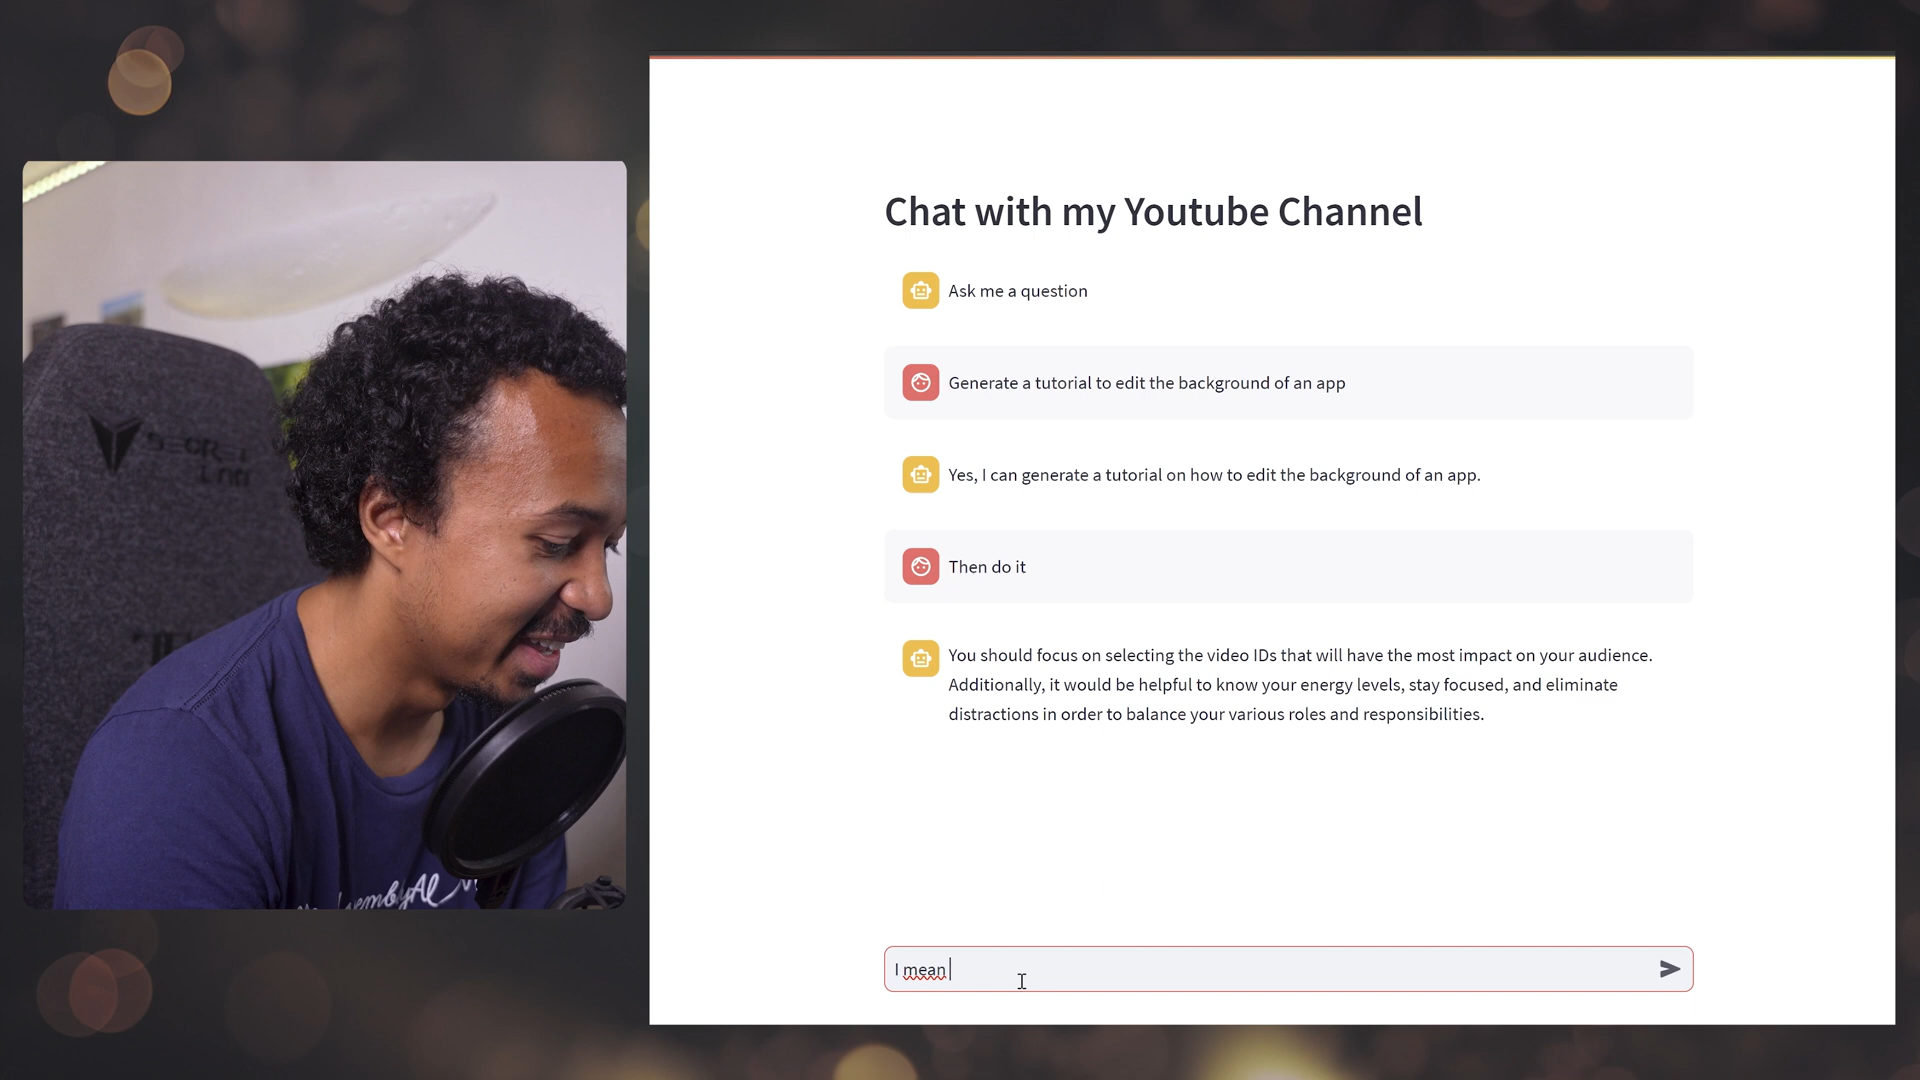 Chat with my Youtube Channel
Ask me a question
Generate a tutorial to edit the background of an app
Yes, I can generate a tutorial on how to edit the background of an app.
Then do it
You should focus on selecting the video IDs that will have the most impact on your audience.
Additionally, it would be helpful to know your energy levels, stay focused, and eliminate
distractions in order to balance your various roles and responsibilities.
I mean